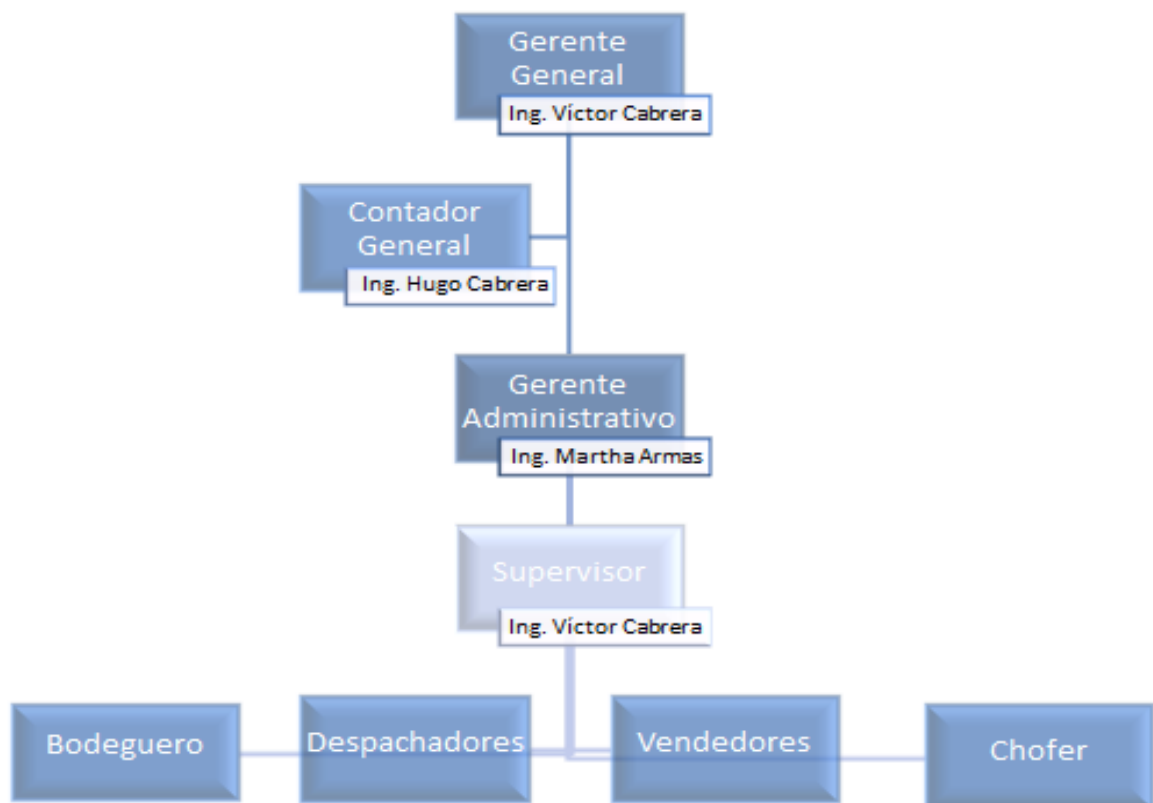 Gerente
General
Ing. Víctor Cabrera
Contador
General
Ing. Hugo Cabrera
Gerente
Administrativo
Ing. Martha Armas
Supervisor
Ing. Víctor Cabrera
Bodeguero
Despachadores
Vendedores
Chofer